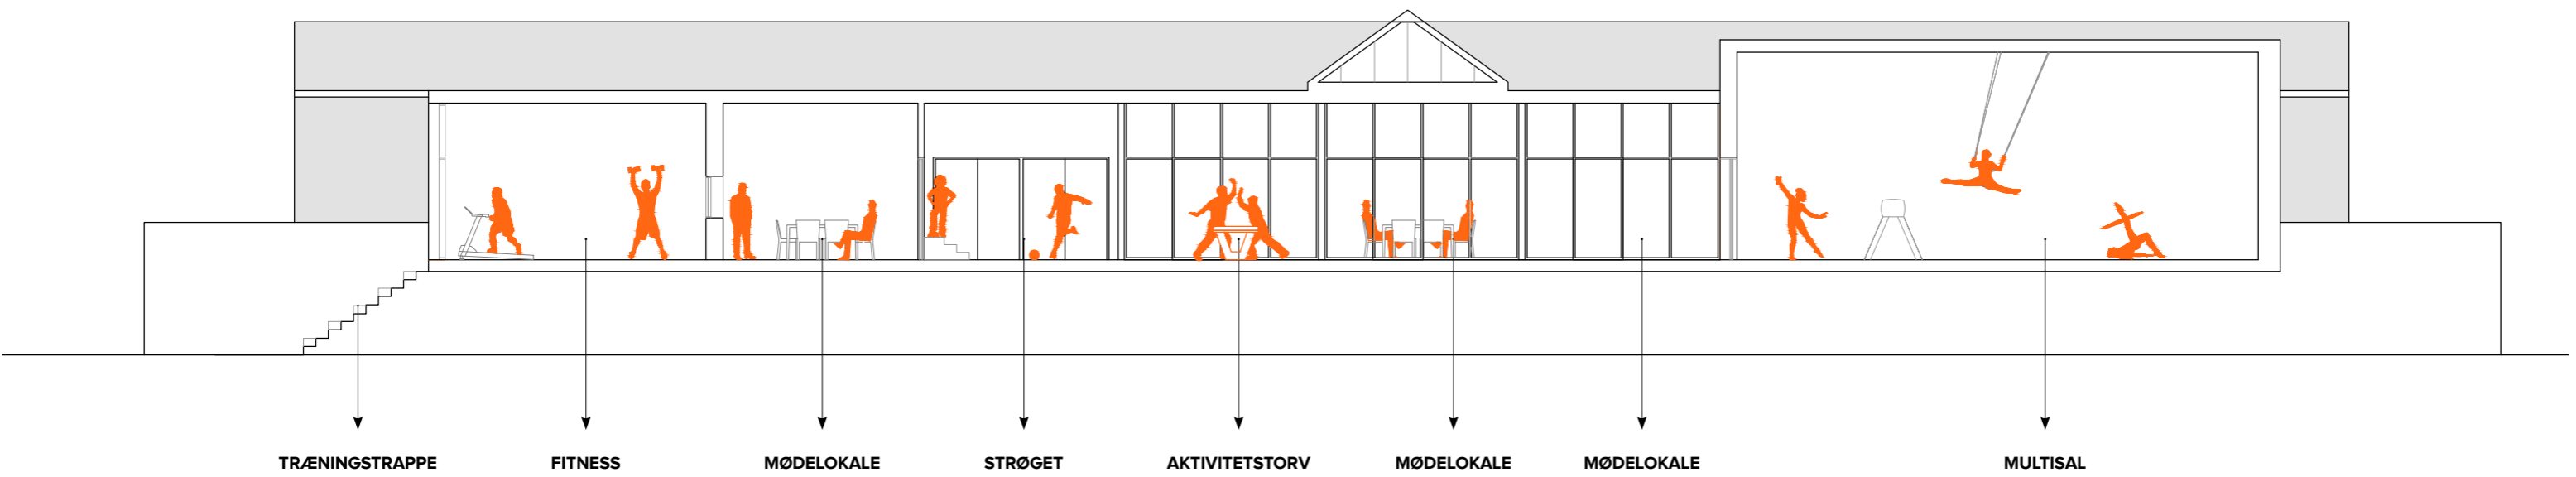 TRÆNINGSTRAPPE
FITNESS
MØDELOKALE
STRØGET
AKTIVITETSTORV
MØDELOKALE
MØDELOKALE
MULTISAL